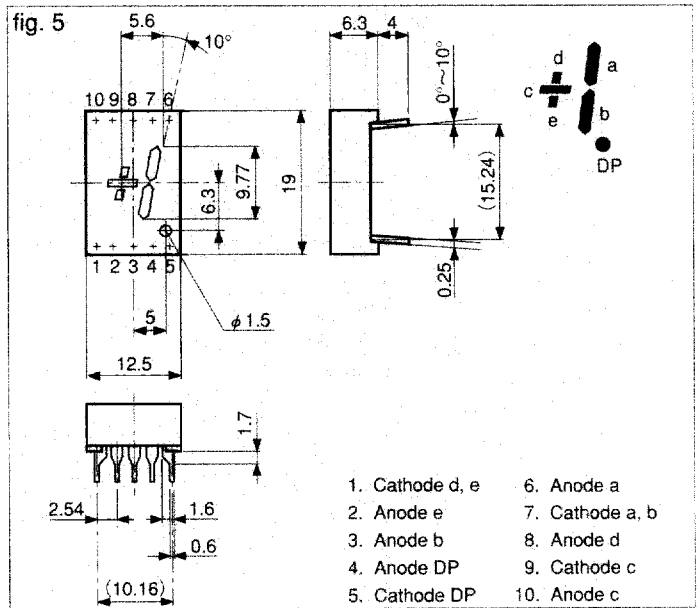 fig. 5
5.6
10°
10 9 8 7 6
1 2 3 4 5
9.77
6.3
19
5
φ1.5
12.5
6.3
4
0°~10°
(15.24)
0.25
d
a
c
e
b
DP
1.7
2.54
1.6
0.6
(10.16)
1. Cathode d, e
2. Anode e
3. Anode b
4. Anode DP
5. Cathode DP
6. Anode a
7. Cathode a, b
8. Anode d
9. Cathode c
10. Anode c